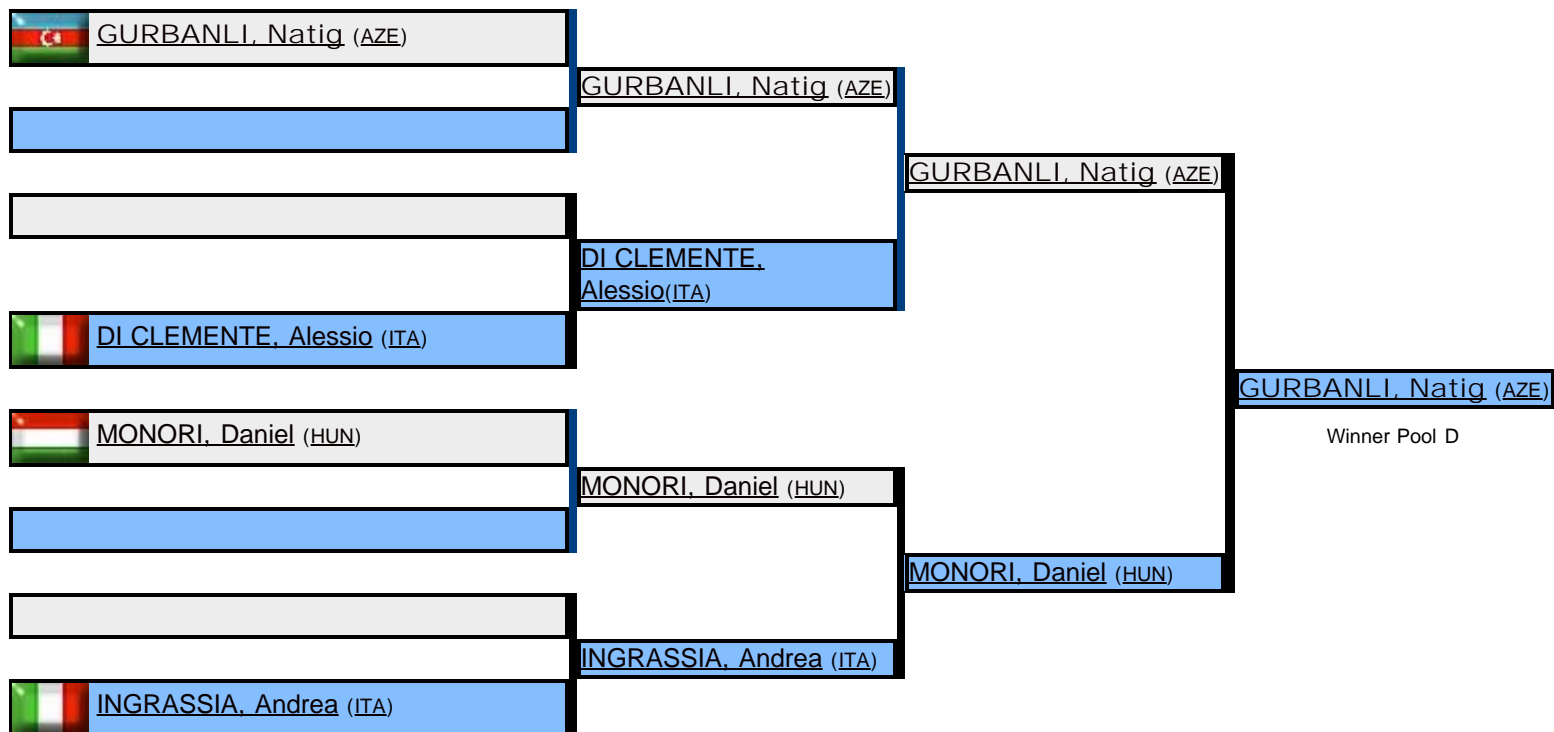 GURBANLI, Natig (AZE)
GURBANLI, Natig (AZE)
GURBANLI, Natig (AZE)
DI CLEMENTE,
Alessio(ITA)
DI CLEMENTE, Alessio (ITA)
GURBANLI, Natig (AZE)
Winner Pool D
MONORI, Daniel (HUN)
MONORI, Daniel (HUN)
MONORI, Daniel (HUN)
INGRASSIA, Andrea (ITA)
INGRASSIA, Andrea (ITA)